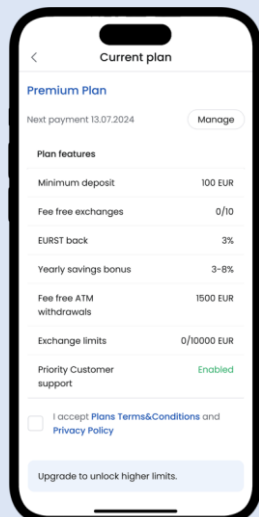 Current plan
Premium Plan
Next payment 13.07.2024 Manage
Plan features
Minimum deposit 100 EUR
Fee free exchanges 0/10
EURST back 3%
Yearly savings bonus 3-8%
Fee free ATM 1500 EUR
withdrawals
Exchange limits 0/10000 EUR
Priority Customer Enabled
support
I accept Plans Terms&Conditions and
Privacy Policy
Upgrade to unlock higher limits.